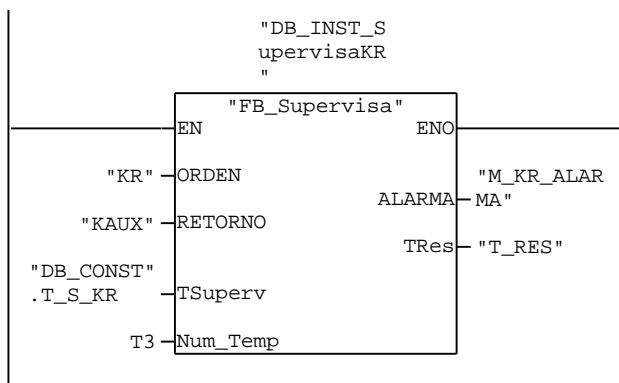 "DB_INST_S
upervisaKR
"
"FB_Supervisa"
EN ENO
"KR" ORDEN
"M_KR_ALAR
ALARMA MA"
"KAUX" RETORNO
TRes "T_RES"
"DB_CONST"
.T_S_KR TSuperv
T3 Num_Temp